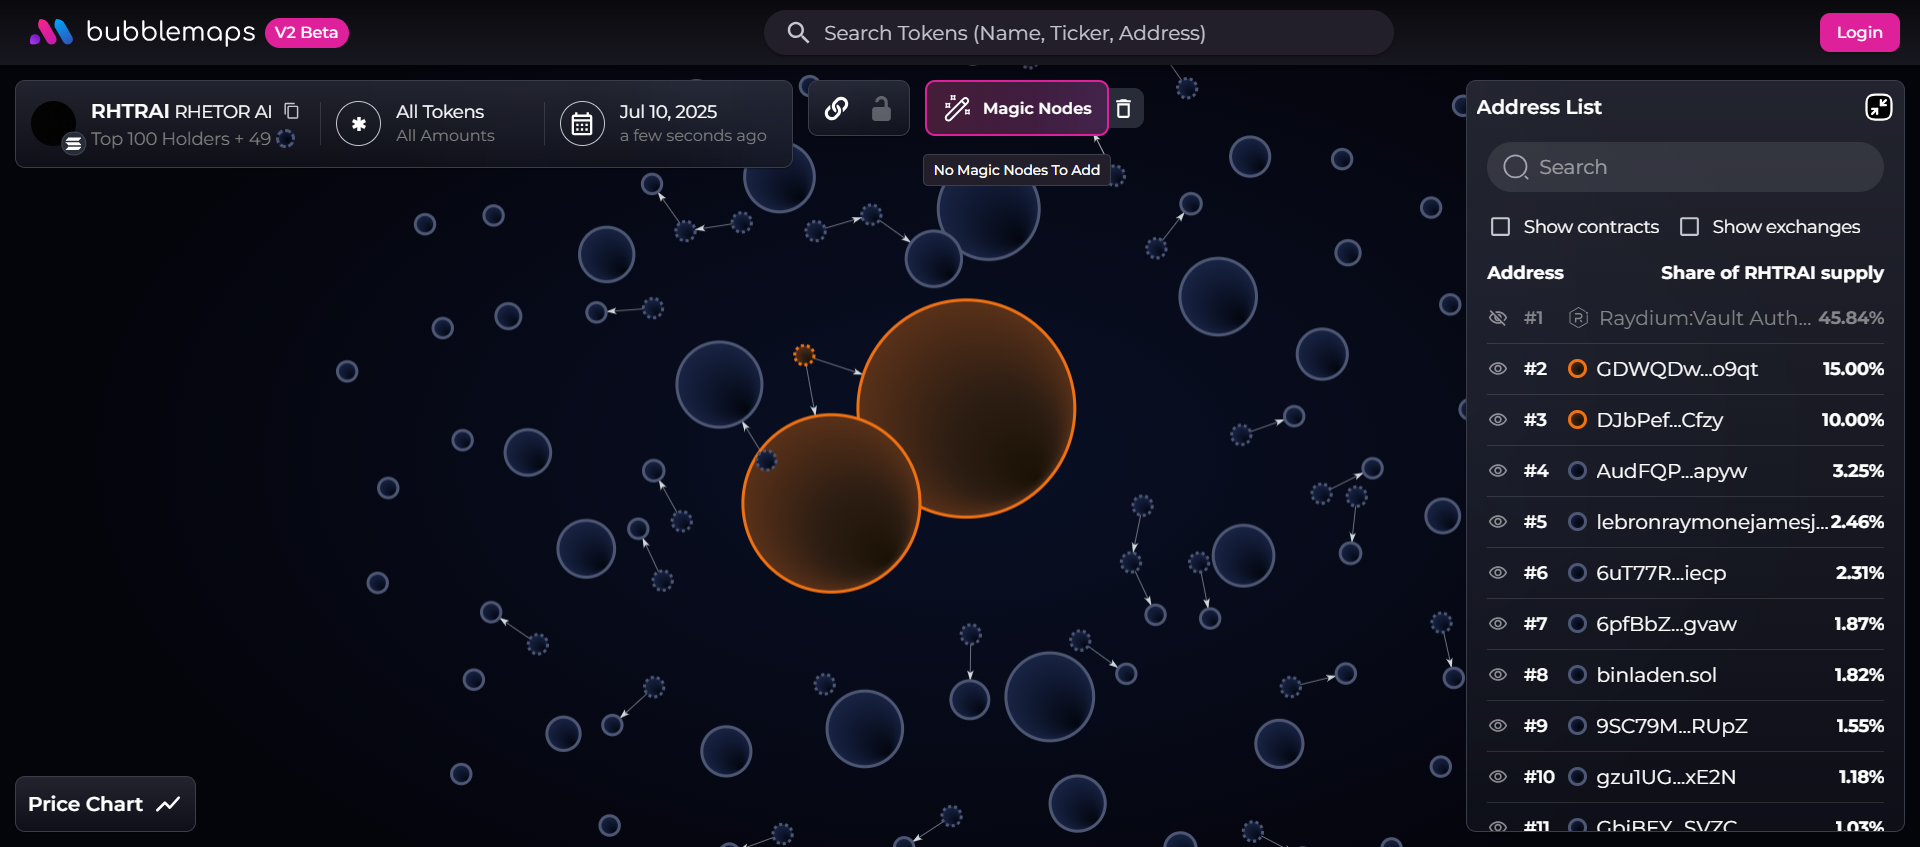 bubblemaps V2 Beta
Search Tokens (Name, Ticker, Address)
Login
RHTRAI RHETOR AI
Top 100 Holders + 49
All Tokens
All Amounts
Jul 10, 2025
a few seconds ago
Magic Nodes
No Magic Nodes To Add
Address List
Search
Show contracts Show exchanges
Address Share of RHTRAI supply
#1 Raydium:Vault Auth... 45.84%
#2 GDWQDw...o9qt 15.00%
#3 DJbPef...Cfzy 10.00%
#4 AudFQP...apyw 3.25%
#5 lebronraymonejamesj... 2.46%
#6 6uT77R...iecp 2.31%
#7 6pfBbZ...gvaw 1.87%
#8 binladen.sol 1.82%
#9 9SC79M...RUpZ 1.55%
#10 gzu1UG...xE2N 1.18%
#11 1.03%
Price Chart